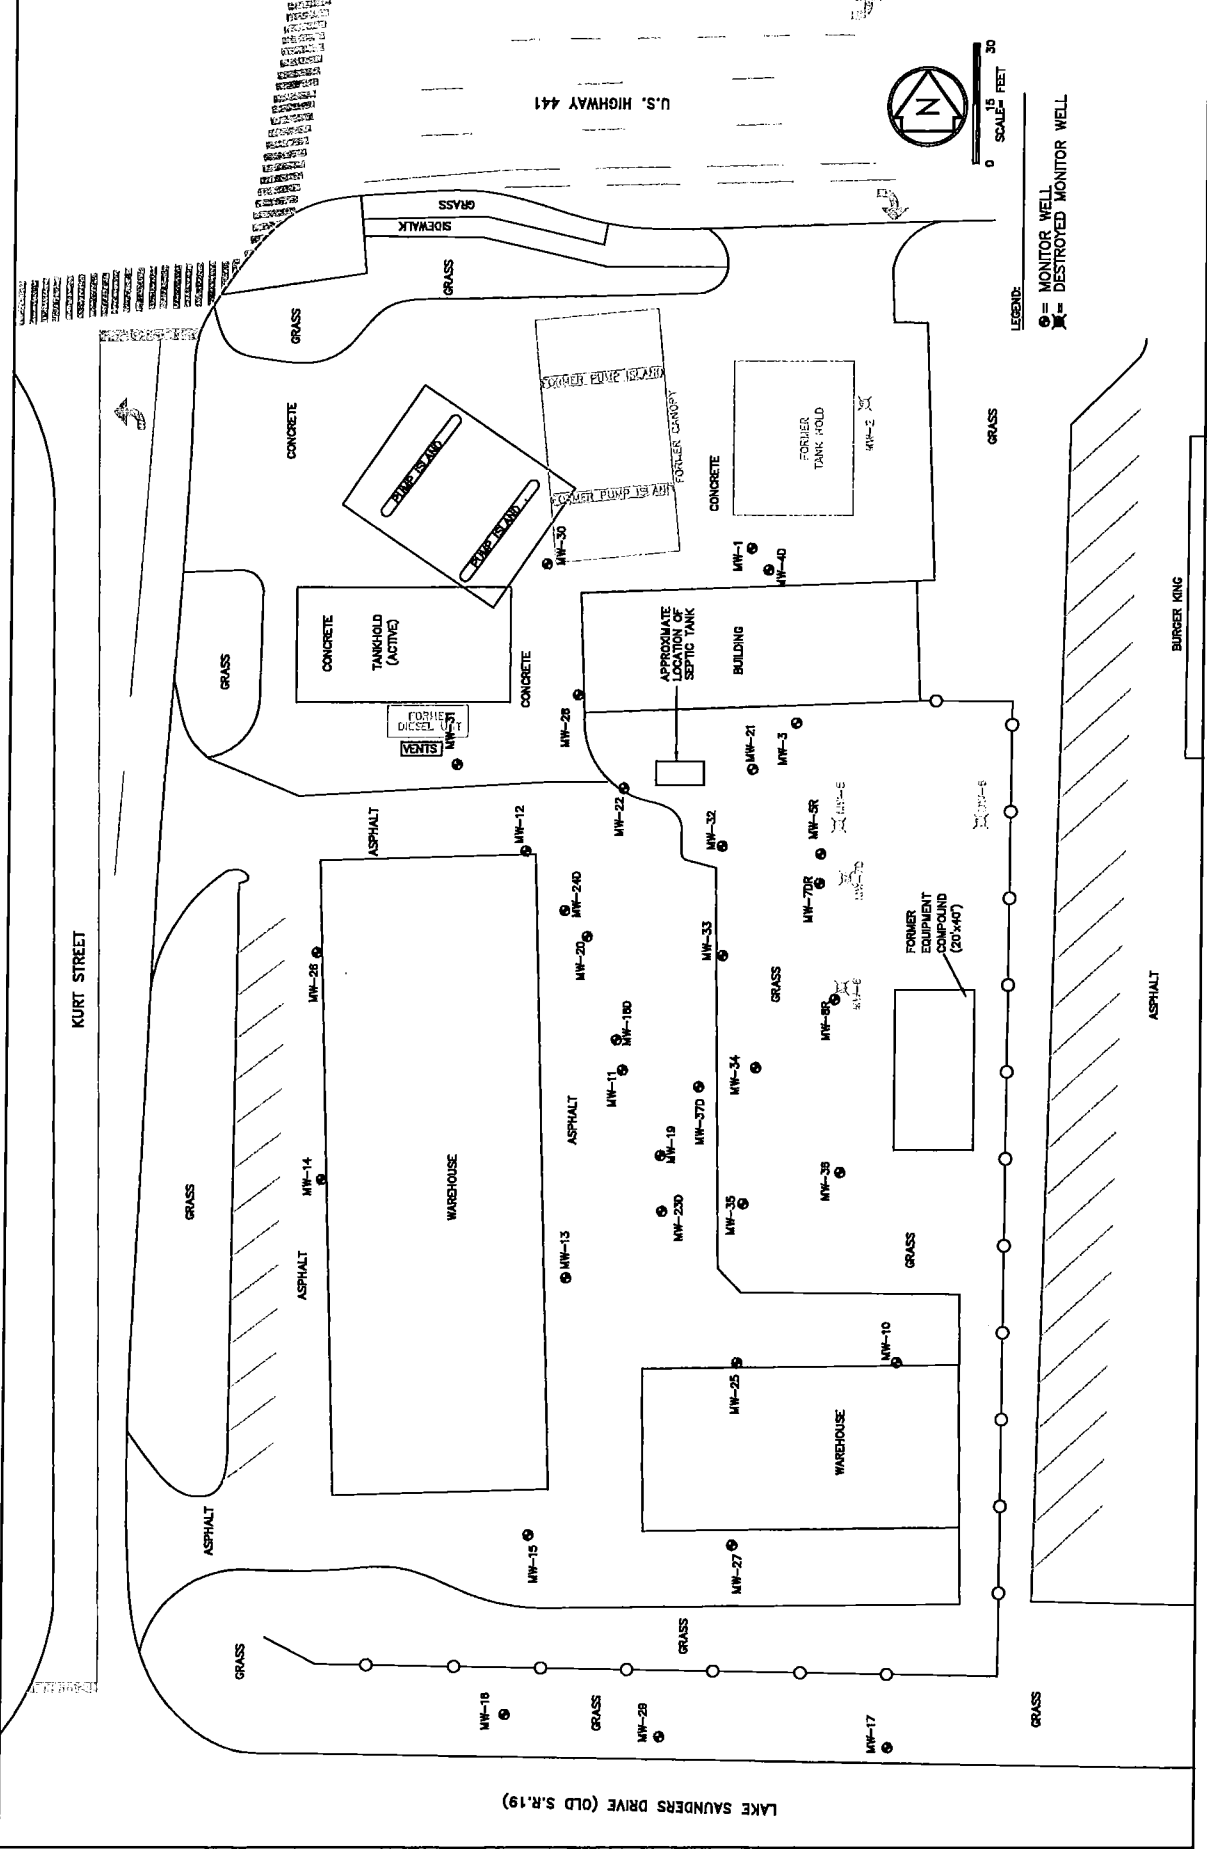 U.S. HIGHWAY 441
N
0 15 30
SCALE= FEET
LEGEND:
= MONITOR WELL
= DESTROYED MONITOR WELL
KURT STREET
GRASS
SIDEWALK
GRASS
GRASS
CONCRETE
PUMP ISLAND
PUMP ISLAND
FORMER PUMP ISLAND
FORMER PUMP ISLAND
FORMER CANOPY
CONCRETE
FORMER
TANK HOLD
MW-2
GRASS
BURGER KING
MW-30
MW-1
MW-4D
GRASS
CONCRETE
TANKHOLD
(ACTIVE)
CONCRETE
FORMER
DIESEL
VENTS
MW-31
MW-28
APPROXIMATE
LOCATION OF
SEPTIC TANK
BUILDING
MW-21
MW-3
ASPHALT
MW-12
MW-22
MW-32
MW-5R
MW-24D
MW-20
MW-33
MW-7DR
FORMER
EQUIPMENT
COMPOUND
(20'x40')
MW-26
MW-18D
MW-11
ASPHALT
MW-37D
MW-34
GRASS
MW-8R
ASPHALT
MW-14
GRASS
WAREHOUSE
MW-19
MW-23D
MW-35
MW-36
GRASS
ASPHALT
MW-13
MW-25
MW-10
WAREHOUSE
ASPHALT
MW-15
MW-27
GRASS
GRASS
MW-16
GRASS
MW-29
MW-17
GRASS
LAKE SAUNDERS DRIVE (OLD S.R.19)